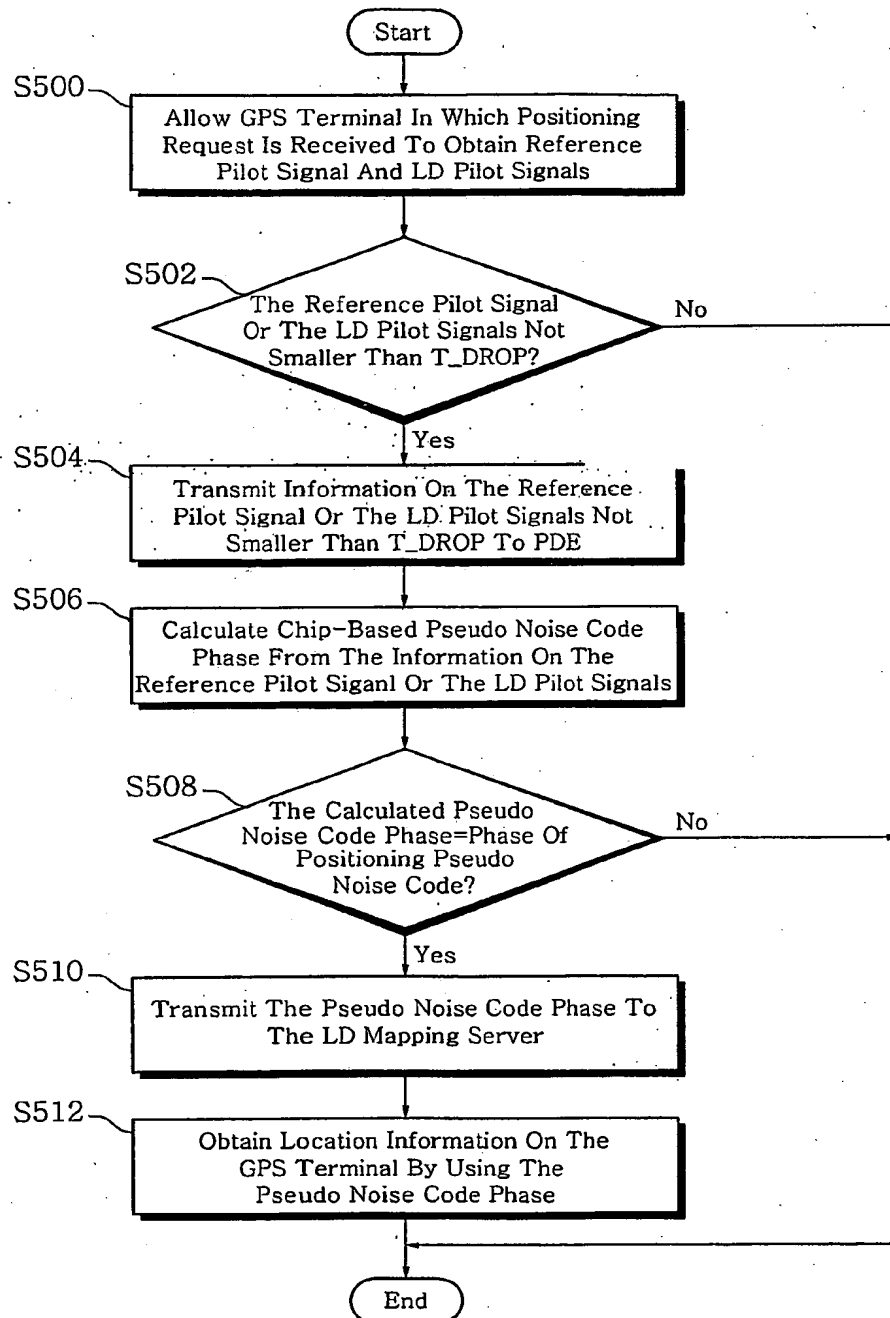 Start
S500
Allow GPS Terminal In Which Positioning
Request Is Received To Obtain Reference
Pilot Signal And LD Pilot Signals
S502
The Reference Pilot Signal
Or The LD Pilot Signals Not
Smaller Than T_DROP?
No
Yes
S504
Transmit Information On The Reference
Pilot Signal Or The LD Pilot Signals Not
Smaller Than T_DROP To PDE
S506
Calculate Chip-Based Pseudo Noise Code
Phase From The Information On The
Reference Pilot Siganl Or The LD Pilot Signals
S508
The Calculated Pseudo
Noise Code Phase=Phase Of
Positioning Pseudo
Noise Code?
No
Yes
S510
Transmit The Pseudo Noise Code Phase To
The LD Mapping Server
S512
Obtain Location Information On The
GPS Terminal By Using The
Pseudo Noise Code Phase
End